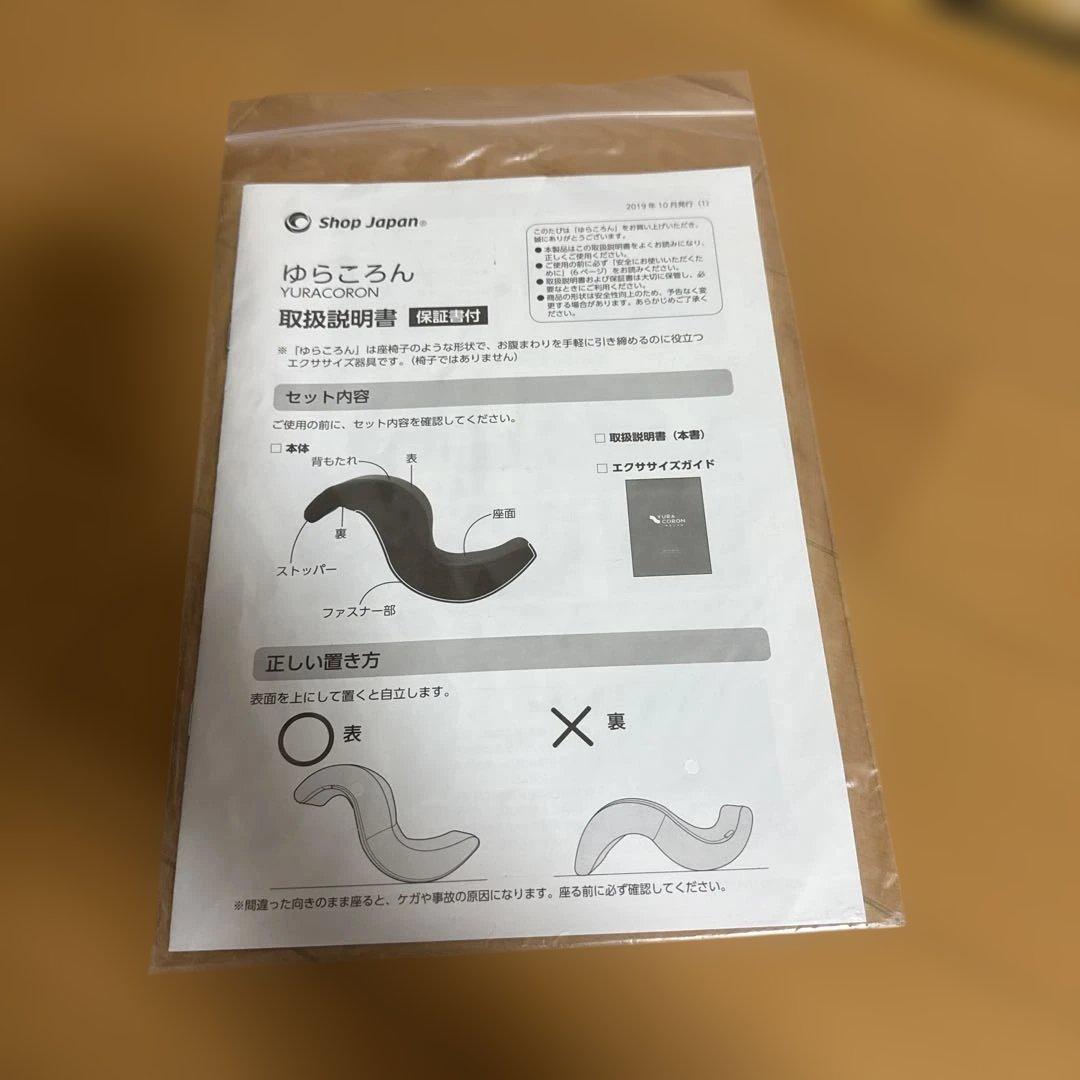 Shop Japan®
2019年10月発行（1）
このたびは「ゆらころん」をお買い上げいただき、
誠にありがとうございます。
● 本製品はこの取扱説明書をよくお読みになり、
正しくご使用ください。
● ご使用の前に必ず「安全にお使いいただくた
めに」（6ページ）をお読みください。
● 取扱説明書および保証書は大切に保管し、必
要なときにご利用ください。
● 商品の形状は安全性向上のため、予告なく変
更する場合があります。あらかじめご了承く
ださい。
ゆらころん
YURACORON
取扱説明書 保証書付
※「ゆらころん」は座椅子のような形状で、お腹まわりを手軽に引き締めるのに役立つ
エクササイズ器具です。（椅子ではありません）
セット内容
ご使用の前に、セット内容を確認してください。
□ 本体
背もたれ
表
裏
座面
ストッパー
ファスナー部
□ 取扱説明書（本書）
□ エクササイズガイド
YURA
CORON
正しい置き方
表面を上にして置くと自立します。
表
裏
※間違った向きのまま座ると、ケガや事故の原因になります。座る前に必ず確認してください。